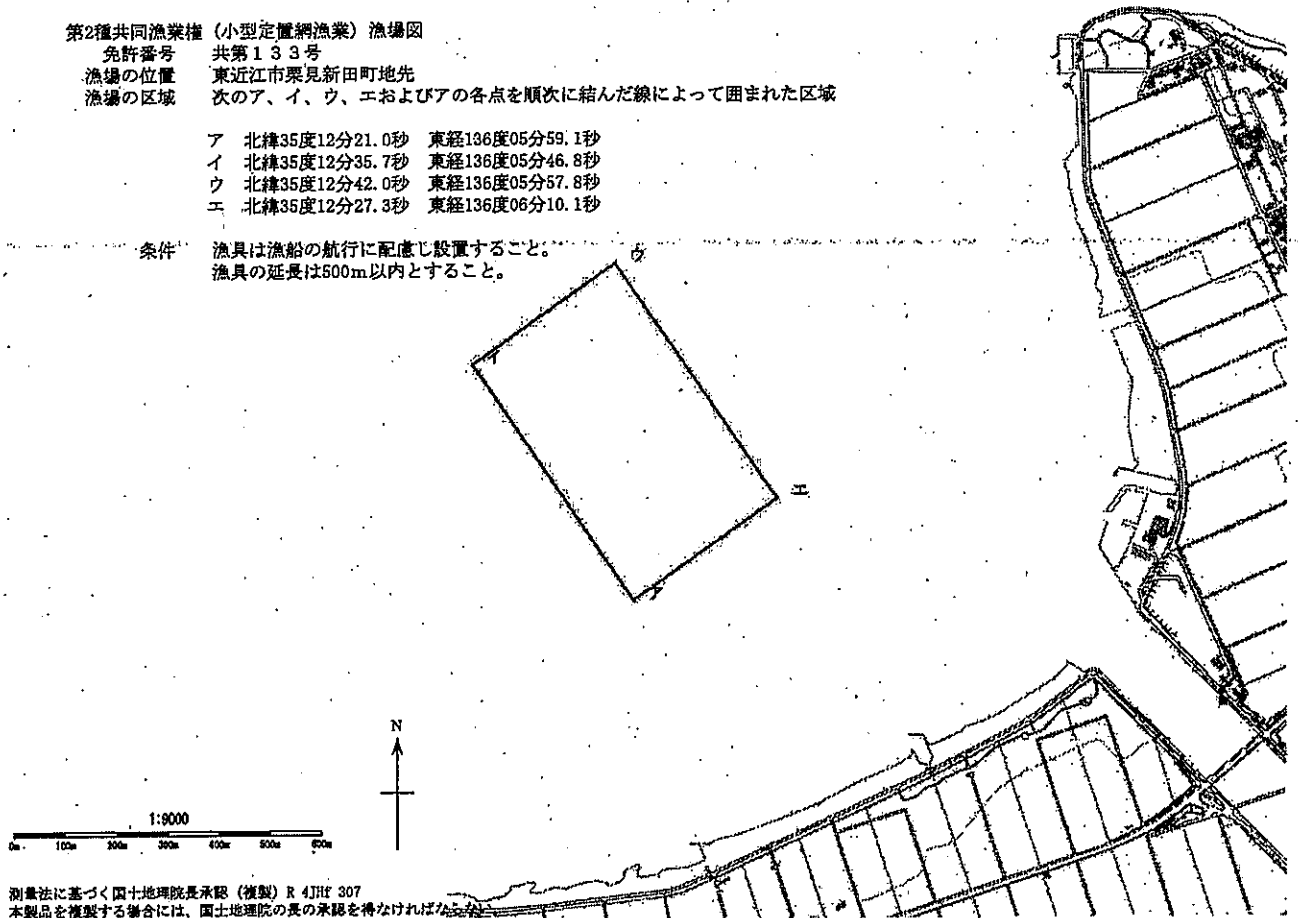 第2種共同漁業権（小型定置網漁業）漁場図
免許番号 共第133号
漁場の位置 東近江市栗見新田町地先
漁場の区域 次のア、イ、ウ、エおよびアの各点を順次に結んだ線によって囲まれた区域
ア 北緯35度12分21.0秒 東経136度05分59.1秒
イ 北緯35度12分35.7秒 東経136度05分46.8秒
ウ 北緯35度12分42.0秒 東経136度05分57.8秒
エ 北緯35度12分27.3秒 東経136度06分10.1秒
条件 漁具は漁船の航行に配慮し設置すること。
漁具の延長は500m以内とすること。
ウ
イ
エ
ア
N
1:9000
0m 100m 200m 300m 400m 500m 600m
測量法に基づく国土地理院長承認（複製）R 4JHf 307
本製品を複製する場合には、国土地理院の長の承認を得なければならない